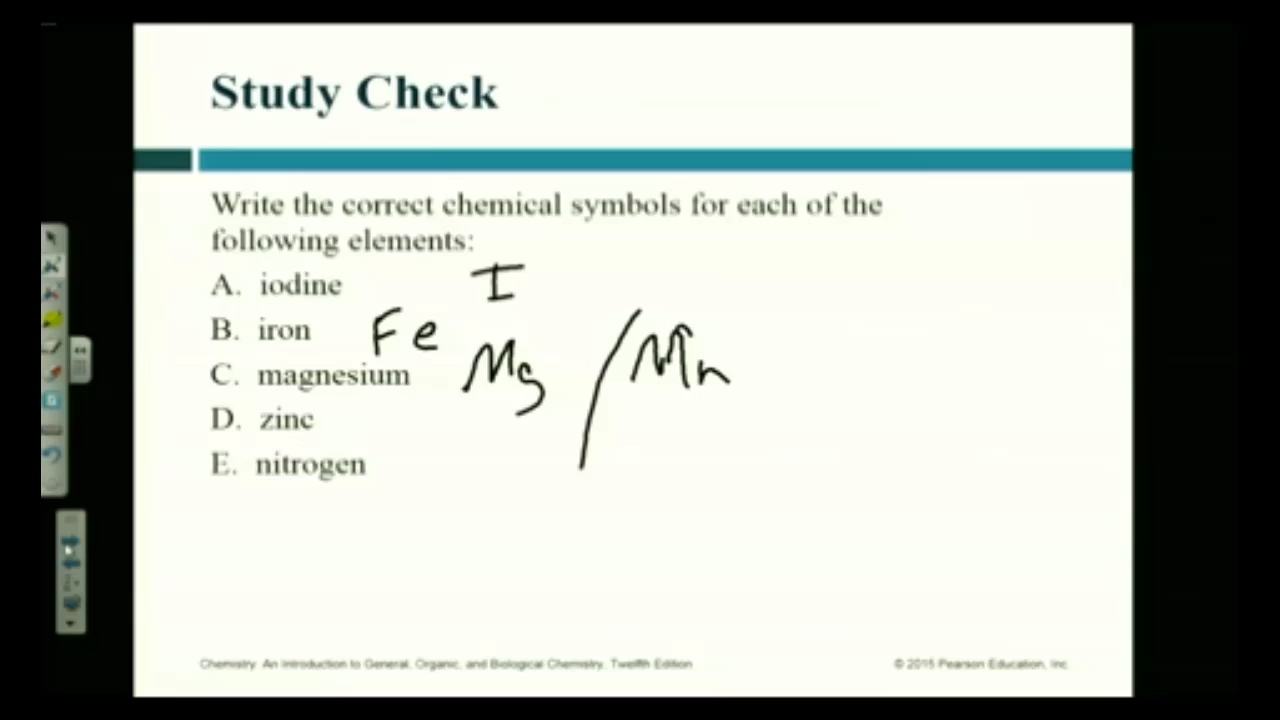 Study Check
Write the correct chemical symbols for each of the
following elements:
A. iodine I
B. iron Fe
C. magnesium Mg / Mn
D. zinc
E. nitrogen
Chemistry: An Introduction to General, Organic, and Biological Chemistry, Twelfth Edition © 2015 Pearson Education, Inc.